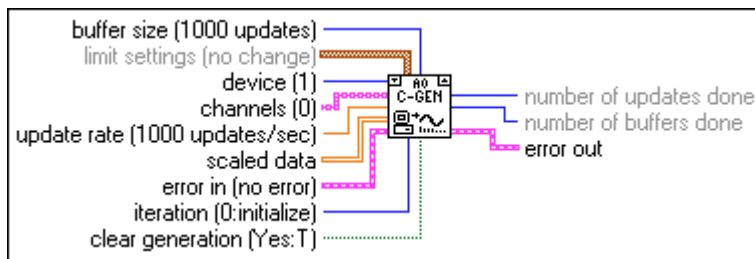 buffer size (1000 updates)
limit settings (no change)
device (1)
channels (0)
update rate (1000 updates/sec)
scaled data
error in (no error)
iteration (0:initialize)
clear generation (Yes:T)
AO
C-GEN
number of updates done
number of buffers done
error out